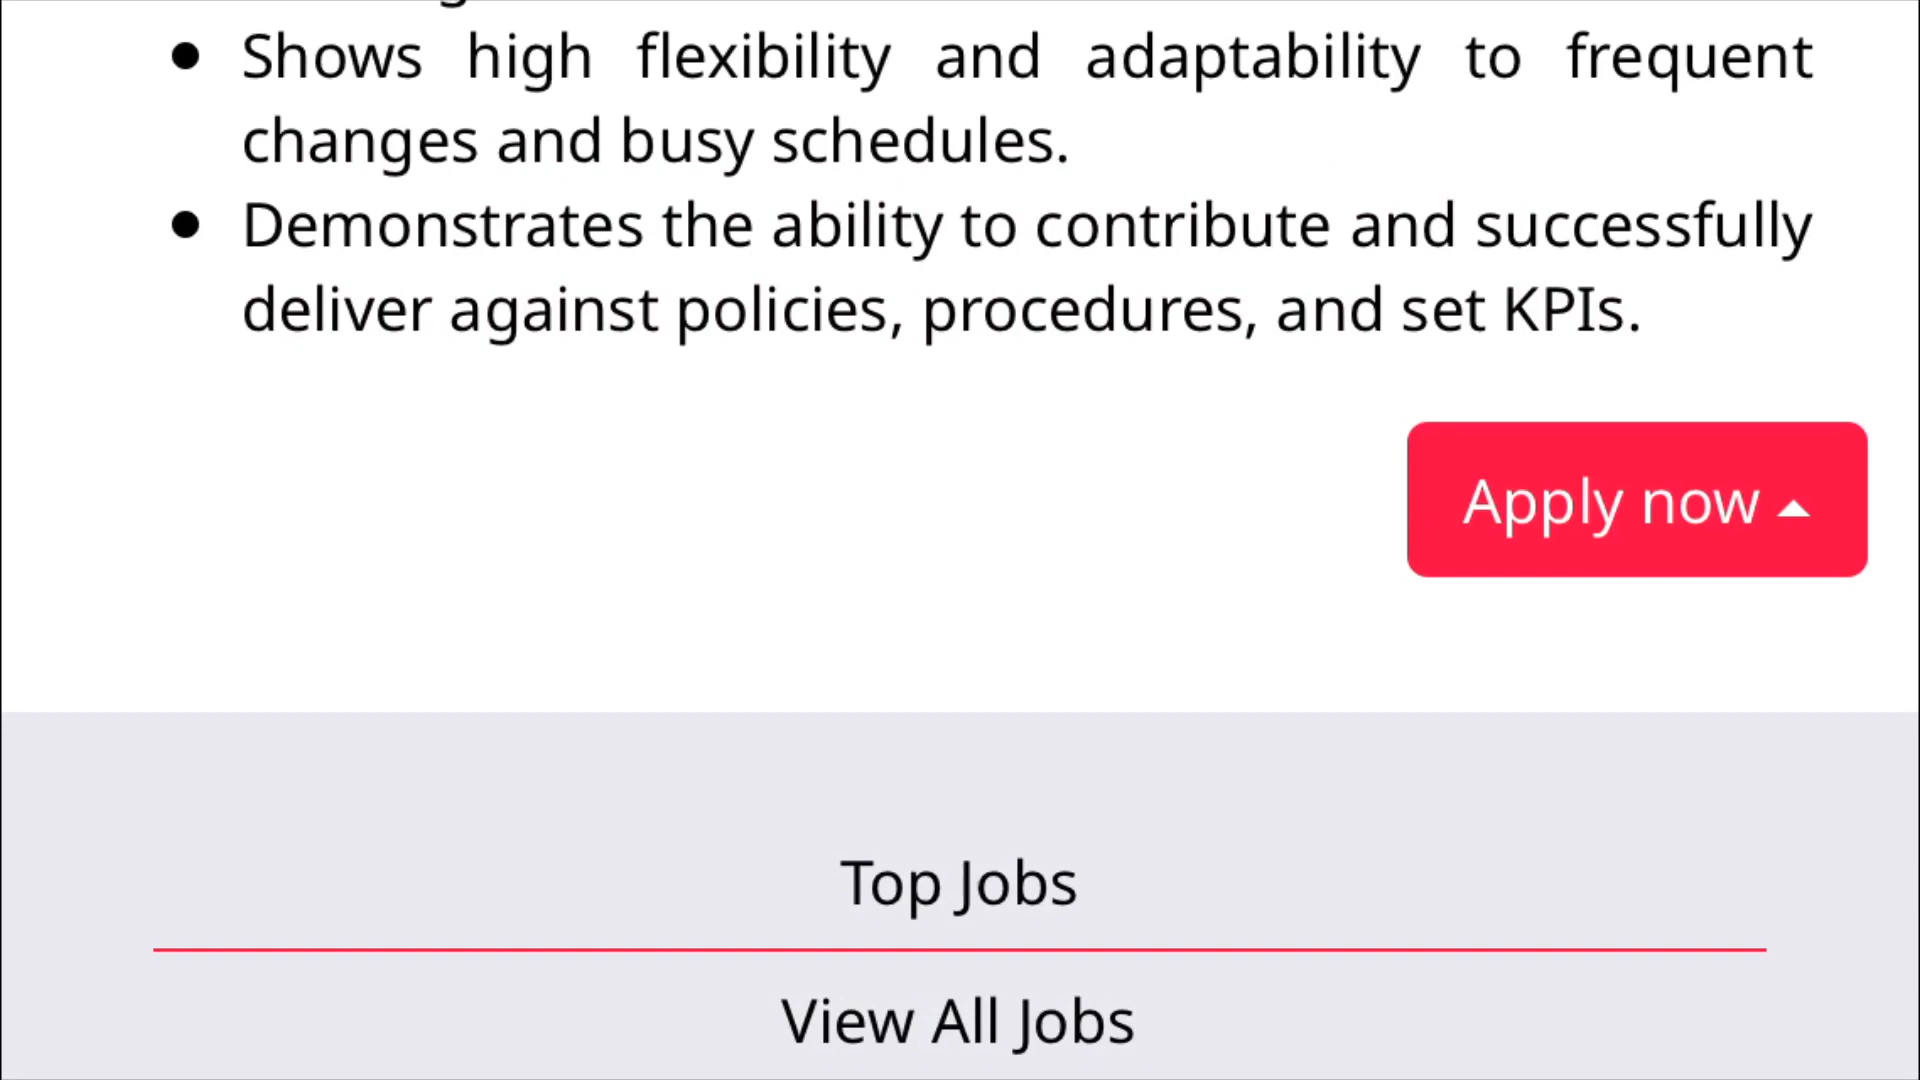 Shows high flexibility and adaptability to frequent
changes and busy schedules.
Demonstrates the ability to contribute and successfully
deliver against policies, procedures, and set KPIs.
Apply now
Top Jobs
View All Jobs